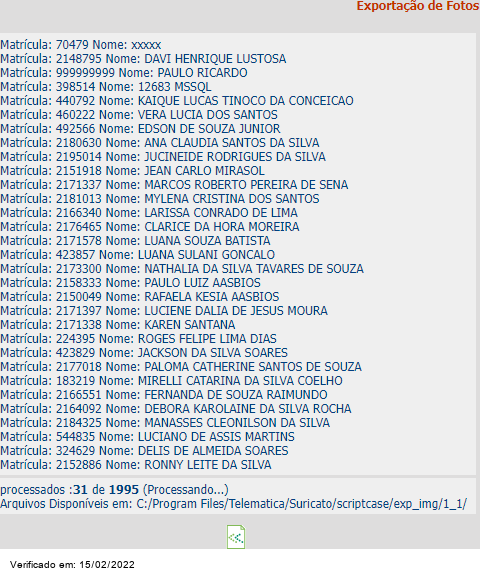 Exportação de Fotos
Matrícula: 70479 Nome: xxxxx
Matrícula: 2148795 Nome: DAVI HENRIQUE LUSTOSA
Matrícula: 999999999 Nome: PAULO RICARDO
Matrícula: 398514 Nome: 12683 MSSQL
Matrícula: 440792 Nome: KAIQUE LUCAS TINOCO DA CONCEICAO
Matrícula: 460222 Nome: VERA LUCIA DOS SANTOS
Matrícula: 492566 Nome: EDSON DE SOUZA JUNIOR
Matrícula: 2180630 Nome: ANA CLAUDIA SANTOS DA SILVA
Matrícula: 2195014 Nome: JUCINEIDE RODRIGUES DA SILVA
Matrícula: 2151918 Nome: JEAN CARLO MIRASOL
Matrícula: 2171337 Nome: MARCOS ROBERTO PEREIRA DE SENA
Matrícula: 2181013 Nome: MYLENA CRISTINA DOS SANTOS
Matrícula: 2166340 Nome: LARISSA CONRADO DE LIMA
Matrícula: 2176465 Nome: CLARICE DA HORA MOREIRA
Matrícula: 2171578 Nome: LUANA SOUZA BATISTA
Matrícula: 423857 Nome: LUANA SULANI GONCALO
Matrícula: 2173300 Nome: NATHALIA DA SILVA TAVARES DE SOUZA
Matrícula: 2158333 Nome: PAULO LUIZ AASBIOS
Matrícula: 2150049 Nome: RAFAELA KESIA AASBIOS
Matrícula: 2171397 Nome: LUCIENE DALIA DE JESUS MOURA
Matrícula: 2171338 Nome: KAREN SANTANA
Matrícula: 224395 Nome: ROGES FELIPE LIMA DIAS
Matrícula: 423829 Nome: JACKSON DA SILVA SOARES
Matrícula: 2177018 Nome: PALOMA CATHERINE SANTOS DE SOUZA
Matrícula: 183219 Nome: MIRELLI CATARINA DA SILVA COELHO
Matrícula: 2166551 Nome: FERNANDA DE SOUZA RAIMUNDO
Matrícula: 2164092 Nome: DEBORA KAROLAINE DA SILVA ROCHA
Matrícula: 2184325 Nome: MANASSES CLEONILSON DA SILVA
Matrícula: 544835 Nome: LUCIANO DE ASSIS MARTINS
Matrícula: 324629 Nome: DELIS DE ALMEIDA SOARES
Matrícula: 2152886 Nome: RONNY LEITE DA SILVA
processados :31 de 1995 (Processando...)
Arquivos Disponíveis em: C:/Program Files/Telematica/Suricato/scriptcase/exp_img/1_1/
Verificado em: 15/02/2022